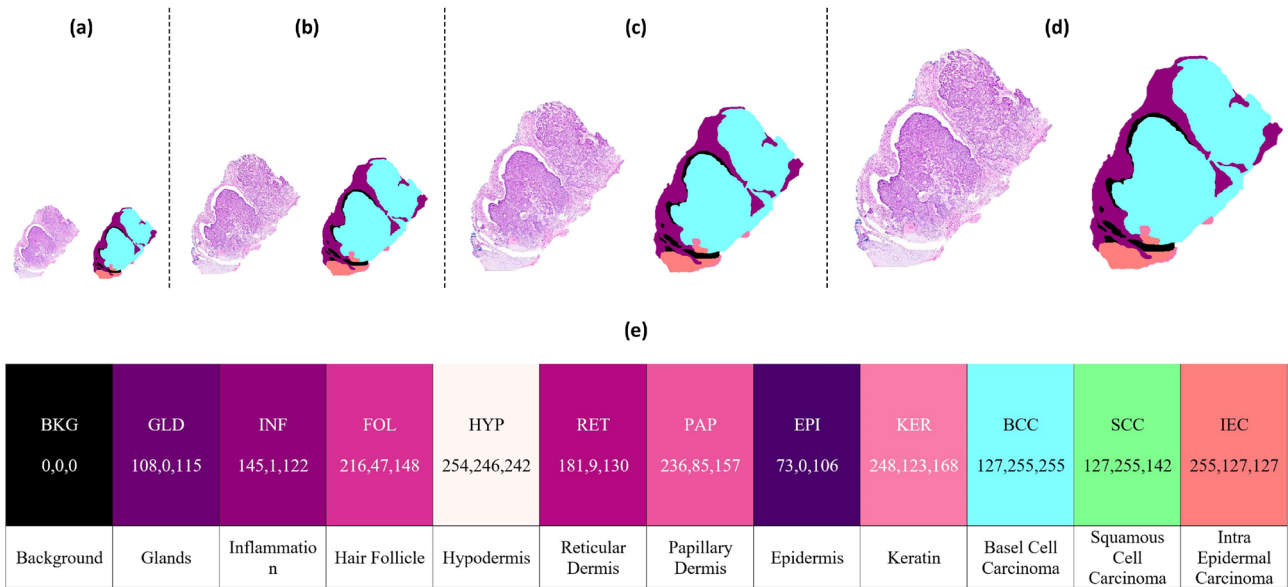 (a)
(b)
(c)
(d)
(e)
BKG GLD INF FOL HYP RET PAP EPI KER BCC SCC IEC
0,0,0 108,0,115 145,1,122 216,47,148 254,246,242 181,9,130 236,85,157 73,0,106 248,123,168 127,255,255 127,255,142 255,127,127
Background
Glands
Inflammatio
n
Hair Follicle
Hypodermis
Reticular
Dermis
Papillary
Dermis
Epidermis
Keratin
Basel Cell
Carcinoma
Squamous
Cell
Carcinoma
Intra
Epidermal
Carcinoma